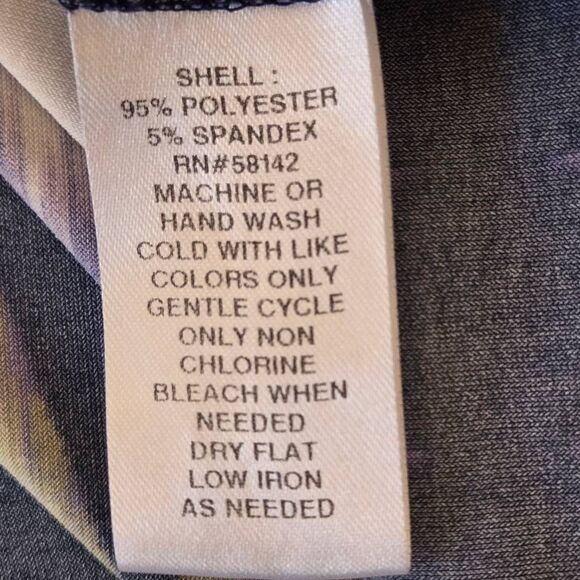 SHELL :
95% POLYESTER
5% SPANDEX
RN#58142
MACHINE OR
HAND WASH
COLD WITH LIKE
COLORS ONLY
GENTLE CYCLE
ONLY NON
CHLORINE
BLEACH WHEN
NEEDED
DRY FLAT
LOW IRON
AS NEEDED